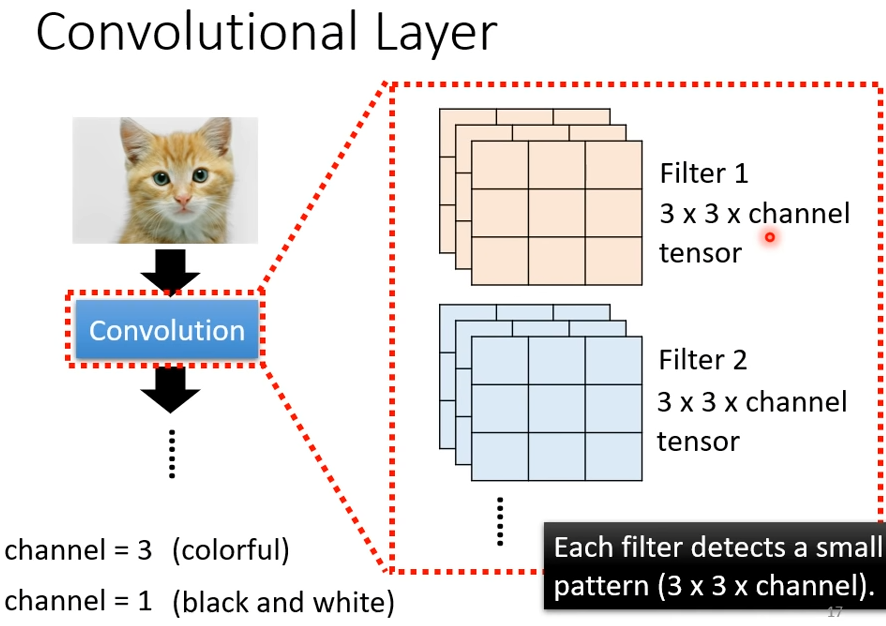 Convolutional Layer
Filter 1
3 x 3 x channel
tensor
Convolution
Filter 2
3 x 3 x channel
tensor
channel = 3 (colorful)
channel = 1 (black and white)
Each filter detects a small
pattern (3 x 3 x channel).
17